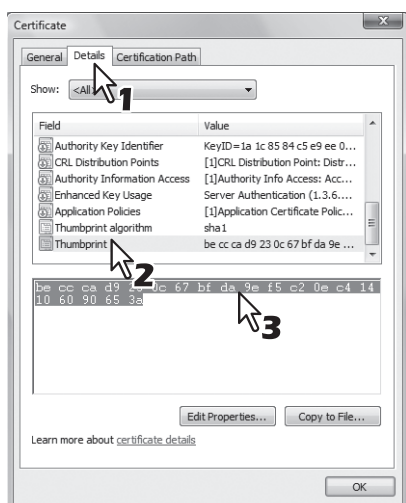 Certificate
x
General Details Certification Path
1
Show: <All>
Field Value
Authority Key Identifier KeyID=1a 1c 85 84 c5 e9 ee 0...
CRL Distribution Points [1]CRL Distribution Point: Distr...
Authority Information Access [1]Authority Info Access: Acc...
Enhanced Key Usage Server Authentication (1.3.6....
Application Policies [1]Application Certificate Polic...
Thumbprint algorithm sha1
Thumbprint be cc ca d9 23 0c 67 bf da 9e ...
2
be cc ca d9 0c 67 bf da 9e f5 c2 0e c4 14
10 60 90 65 3a
3
Edit Properties... Copy to File...
Learn more about certificate details
OK